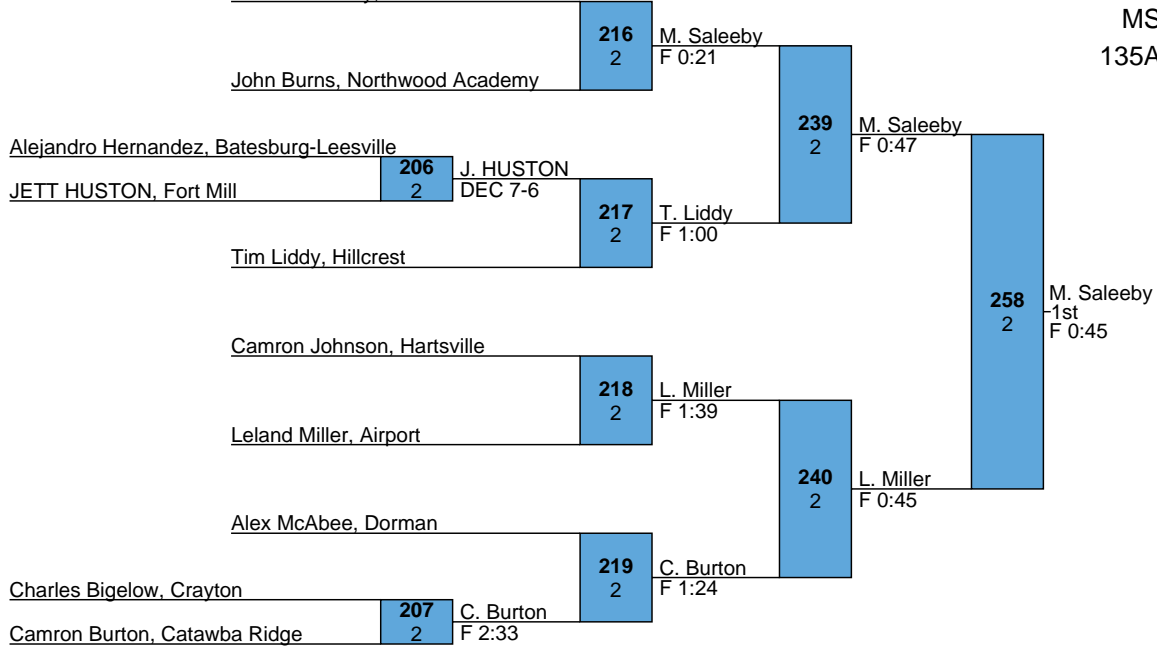 MS
135A
216
2
M. Saleeby
F 0:21
John Burns, Northwood Academy
239
2
M. Saleeby
F 0:47
Alejandro Hernandez, Batesburg-Leesville
206
2
J. HUSTON
DEC 7-6
JETT HUSTON, Fort Mill
217
2
T. Liddy
F 1:00
Tim Liddy, Hillcrest
258
2
M. Saleeby
1st
F 0:45
Camron Johnson, Hartsville
218
2
L. Miller
F 1:39
Leland Miller, Airport
240
2
L. Miller
F 0:45
Alex McAbee, Dorman
219
2
C. Burton
F 1:24
Charles Bigelow, Crayton
207
2
C. Burton
F 2:33
Camron Burton, Catawba Ridge